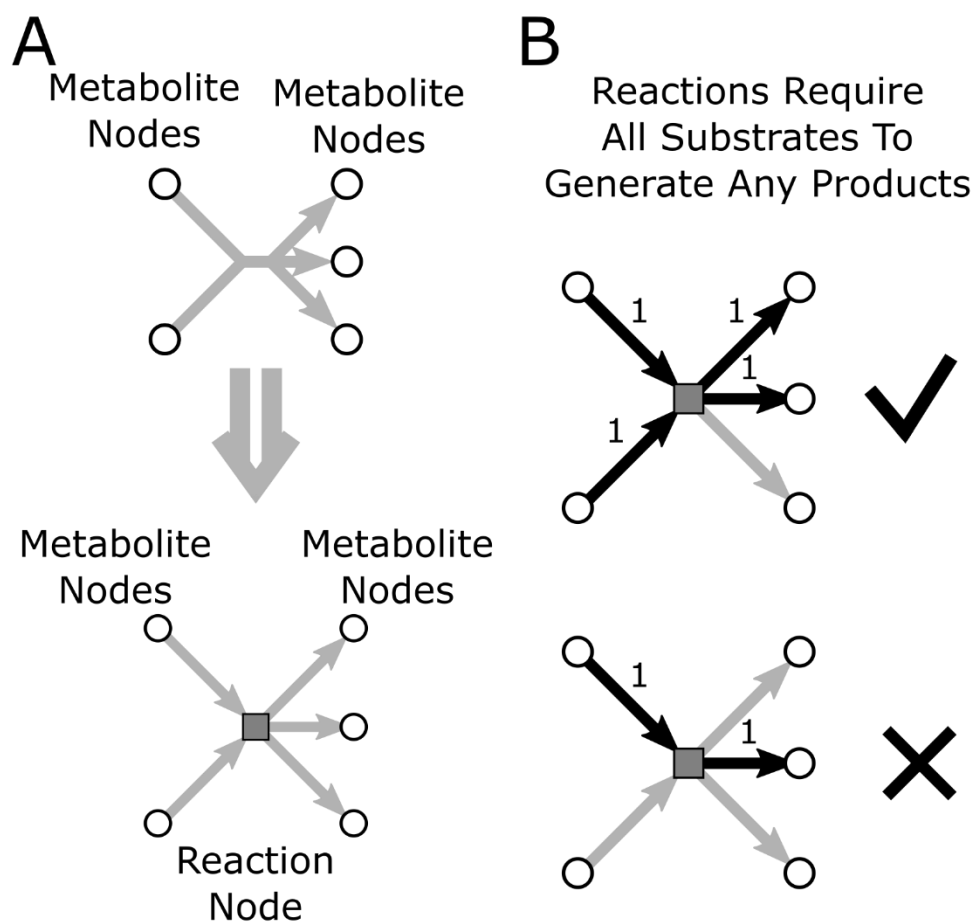 A
Metabolite
Nodes
Metabolite
Nodes
Metabolite
Nodes
Metabolite
Nodes
Reaction
Node
B
Reactions Require
All Substrates To
Generate Any Products
1
1
1
1
1
1